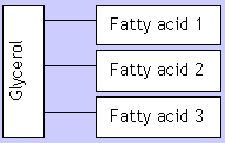 Glycerol
Fatty acid 1
Fatty acid 2
Fatty acid 3